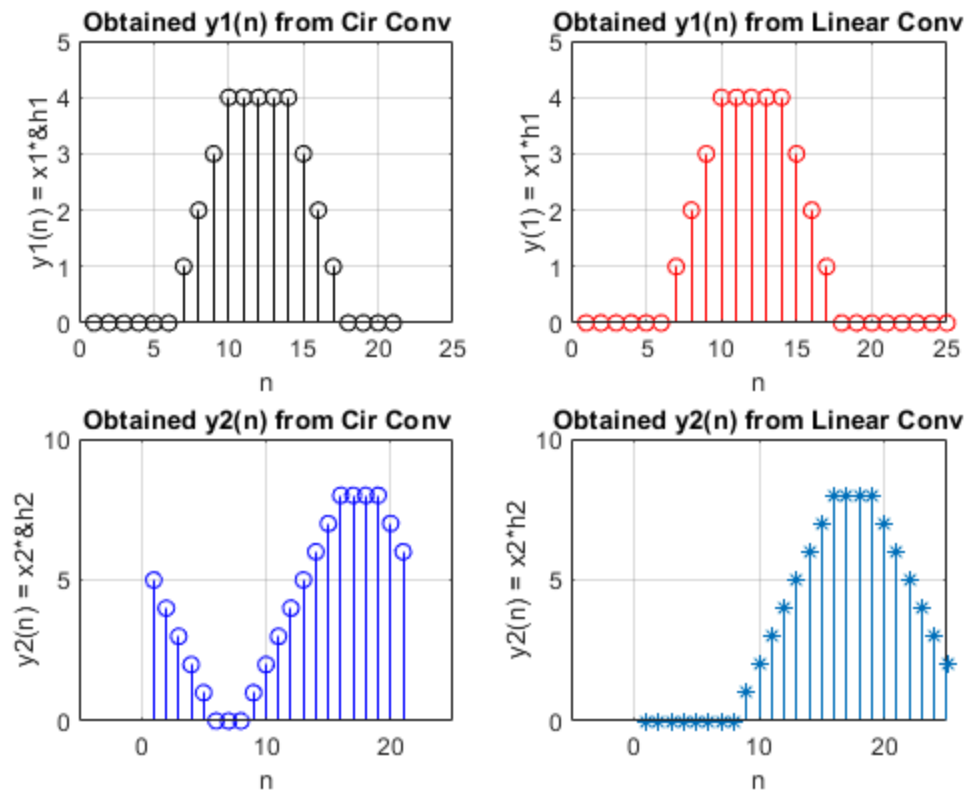 Obtained y1(n) from Cir Conv
5
4
3
2
1
0
y1(n) = x1*&h1
0 5 10 15 20 25
n
Obtained y1(n) from Linear Conv
5
4
3
2
1
0
y(1) = x1*h1
0 5 10 15 20 25
n
Obtained y2(n) from Cir Conv
10
5
0
y2(n) = x2*&h2
0 10 20
n
Obtained y2(n) from Linear Conv
10
5
0
y2(n) = x2*h2
0 10 20
n